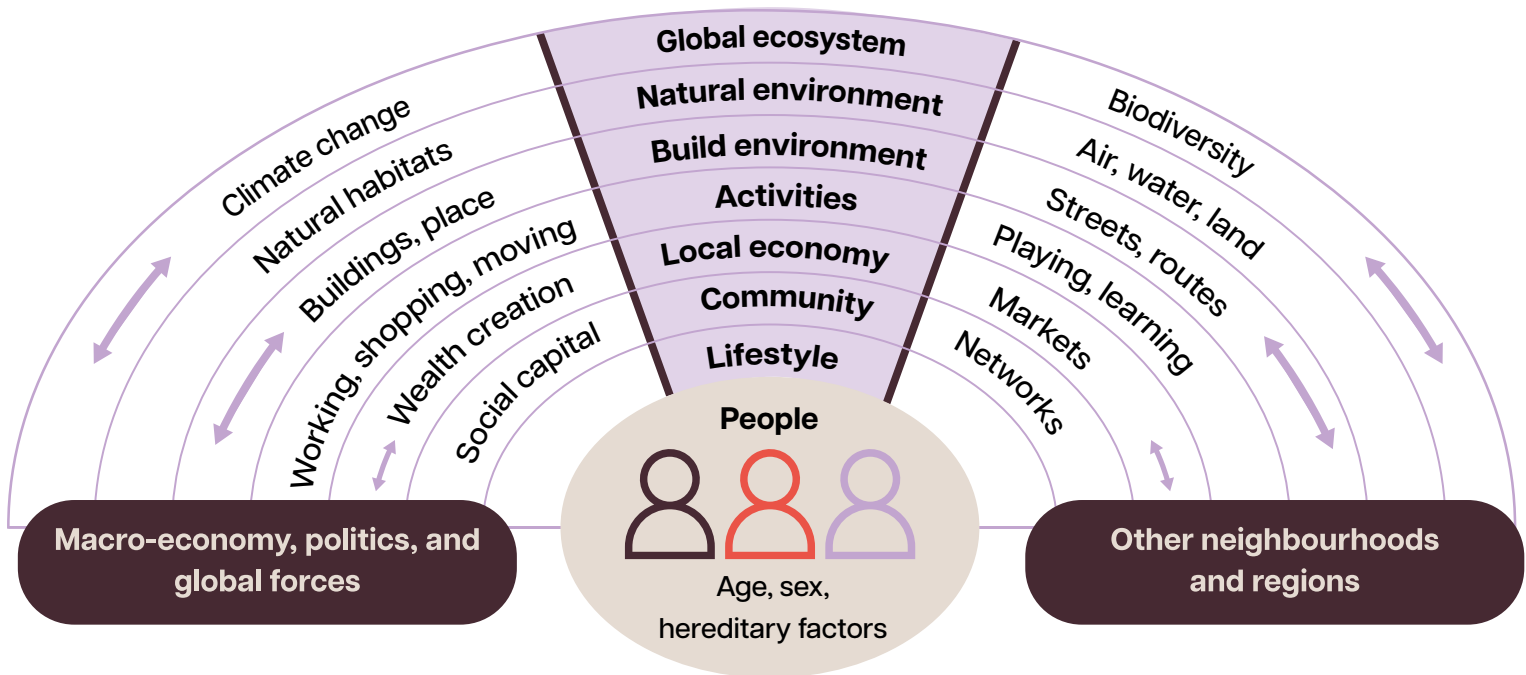 Global ecosystem
Natural environment
Build environment
Activities
Local economy
Community
Lifestyle
Climate change
Natural habitats
Buildings, place
Working, shopping, moving
Wealth creation
Social capital
Biodiversity
Air, water, land
Streets, routes
Playing, learning
Markets
Networks
People
Age, sex,
hereditary factors
Macro-economy, politics, and
global forces
Other neighbourhoods
and regions